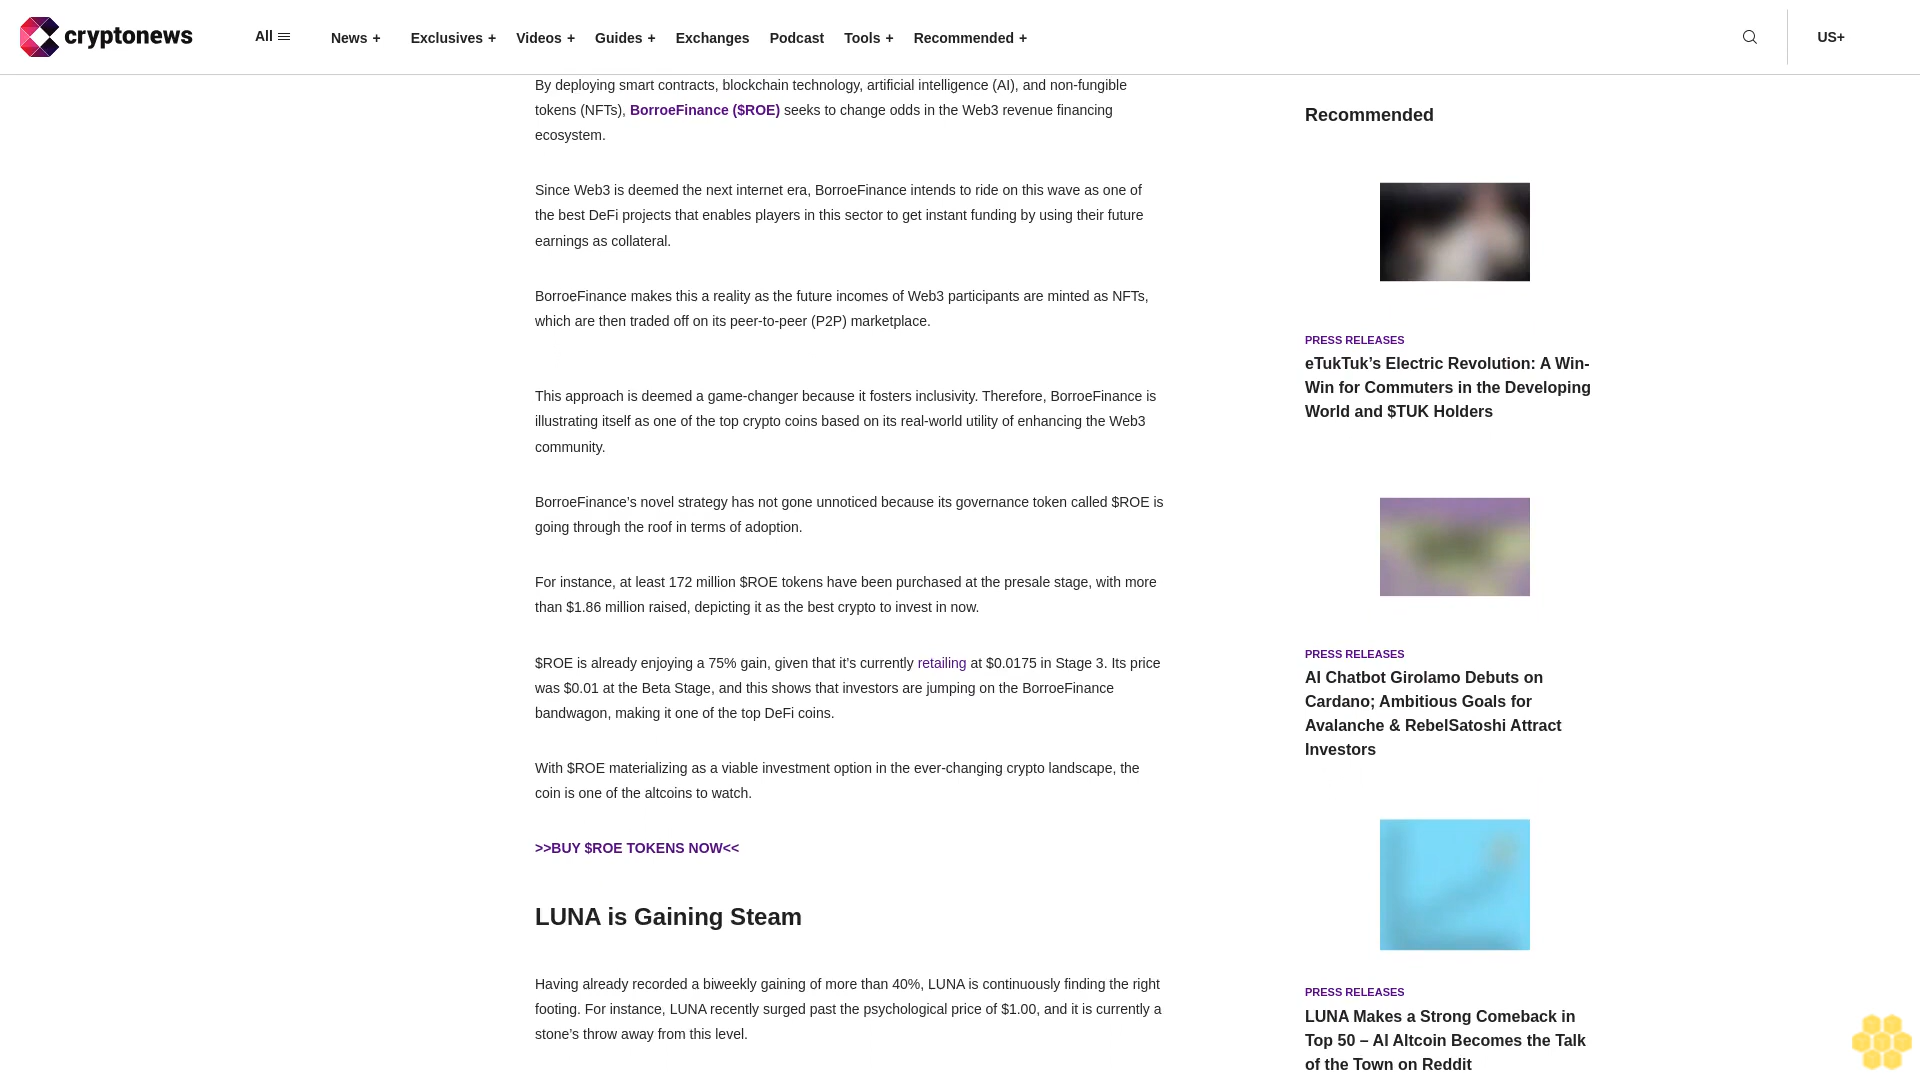 cryptonews
All
News +
Exclusives +
Videos +
Guides +
Exchanges
Podcast
Tools +
Recommended +
US+
By deploying smart contracts, blockchain technology, artificial intelligence (AI), and non-fungible
tokens (NFTs), BorroeFinance ($ROE) seeks to change odds in the Web3 revenue financing
ecosystem.
Since Web3 is deemed the next internet era, BorroeFinance intends to ride on this wave as one of
the best DeFi projects that enables players in this sector to get instant funding by using their future
earnings as collateral.
BorroeFinance makes this a reality as the future incomes of Web3 participants are minted as NFTs,
which are then traded off on its peer-to-peer (P2P) marketplace.
This approach is deemed a game-changer because it fosters inclusivity. Therefore, BorroeFinance is
illustrating itself as one of the top crypto coins based on its real-world utility of enhancing the Web3
community.
BorroeFinance’s novel strategy has not gone unnoticed because its governance token called $ROE is
going through the roof in terms of adoption.
For instance, at least 172 million $ROE tokens have been purchased at the presale stage, with more
than $1.86 million raised, depicting it as the best crypto to invest in now.
$ROE is already enjoying a 75% gain, given that it’s currently retailing at $0.0175 in Stage 3. Its price
was $0.01 at the Beta Stage, and this shows that investors are jumping on the BorroeFinance
bandwagon, making it one of the top DeFi coins.
With $ROE materializing as a viable investment option in the ever-changing crypto landscape, the
coin is one of the altcoins to watch.
>>BUY $ROE TOKENS NOW<<
LUNA is Gaining Steam
Having already recorded a biweekly gaining of more than 40%, LUNA is continuously finding the right
footing. For instance, LUNA recently surged past the psychological price of $1.00, and it is currently a
stone’s throw away from this level.
Recommended
PRESS RELEASES
eTukTuk’s Electric Revolution: A Win-
Win for Commuters in the Developing
World and $TUK Holders
PRESS RELEASES
AI Chatbot Girolamo Debuts on
Cardano; Ambitious Goals for
Avalanche & RebelSatoshi Attract
Investors
PRESS RELEASES
LUNA Makes a Strong Comeback in
Top 50 – AI Altcoin Becomes the Talk
of the Town on Reddit